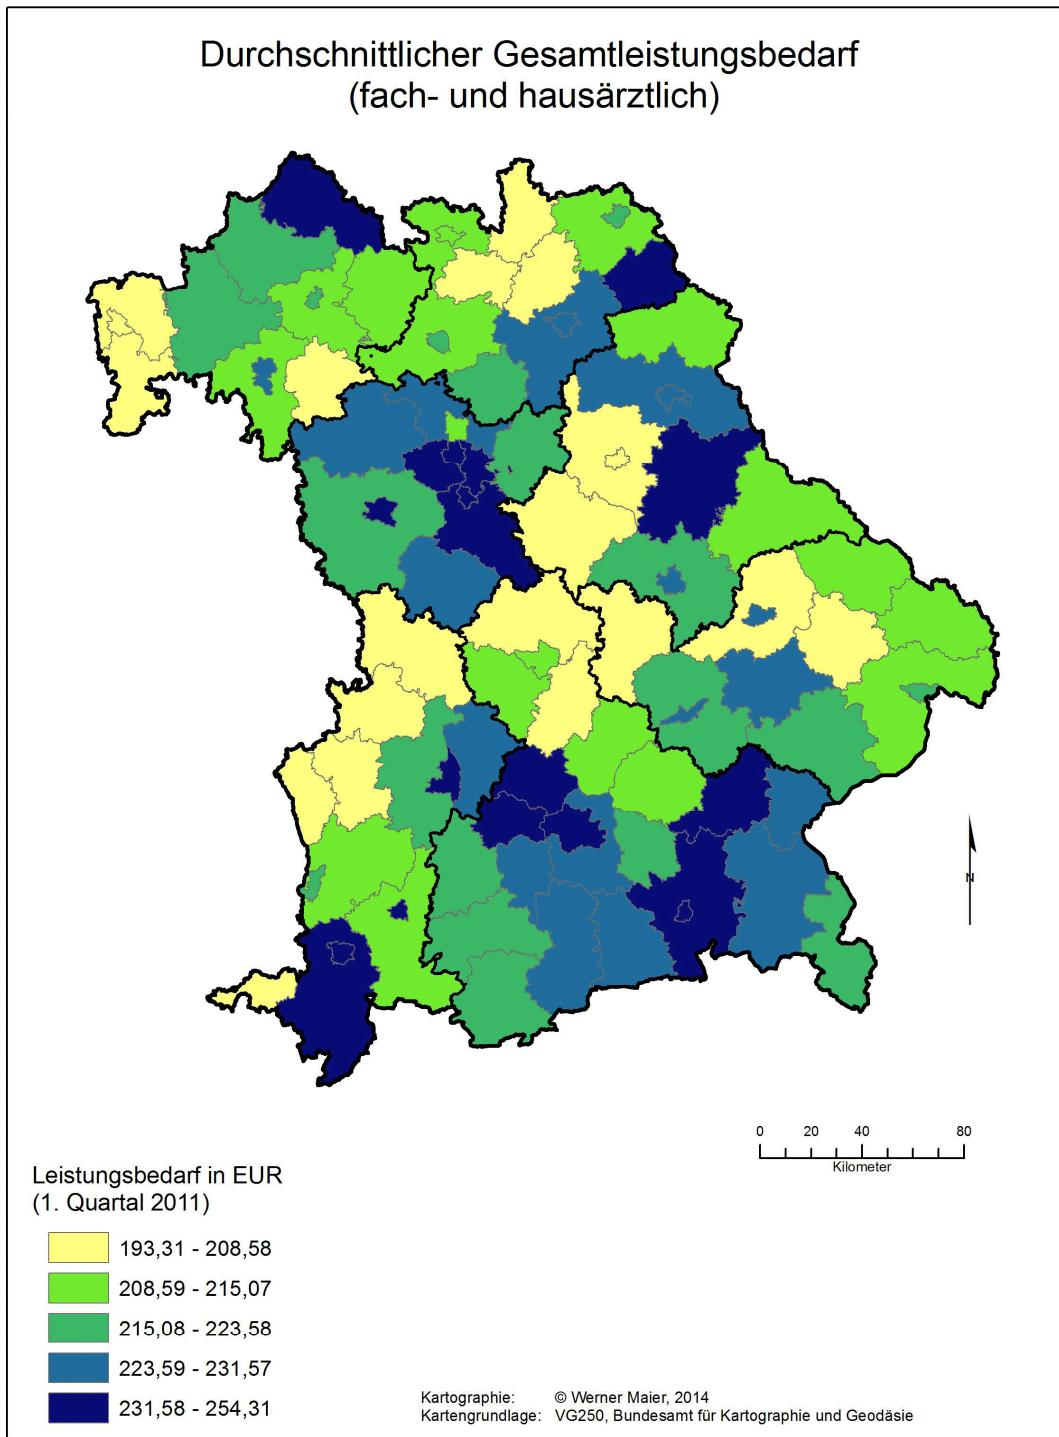 Durchschnittlicher Gesamtleistungsbedarf
(fach- und hausärztlich)
N
0 20 40 80
Kilometer
Leistungsbedarf in EUR
(1. Quartal 2011)
193,31 - 208,58
208,59 - 215,07
215,08 - 223,58
223,59 - 231,57
231,58 - 254,31
Kartographie: © Werner Maier, 2014
Kartengrundlage: VG250, Bundesamt für Kartographie und Geodäsie